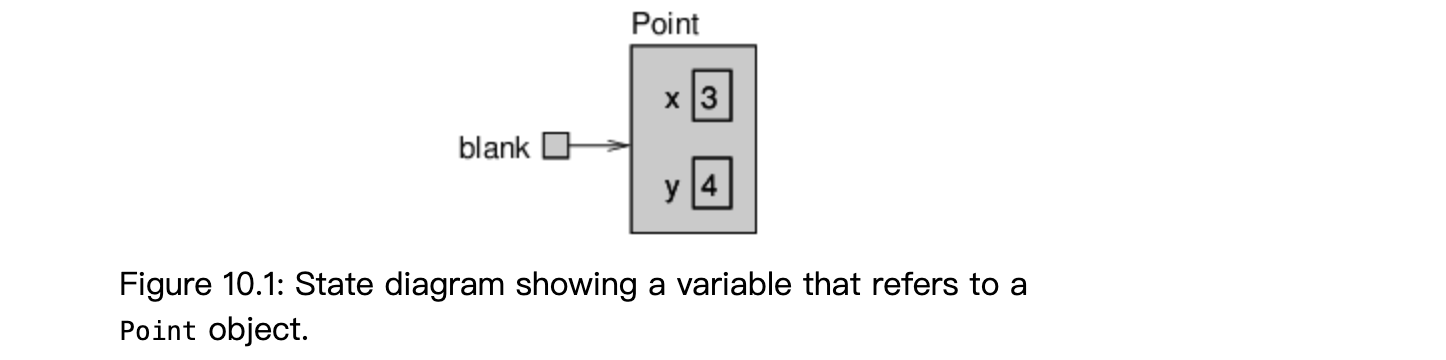 Point
x 3
blank
y 4
Figure 10.1: State diagram showing a variable that refers to a
Point object.